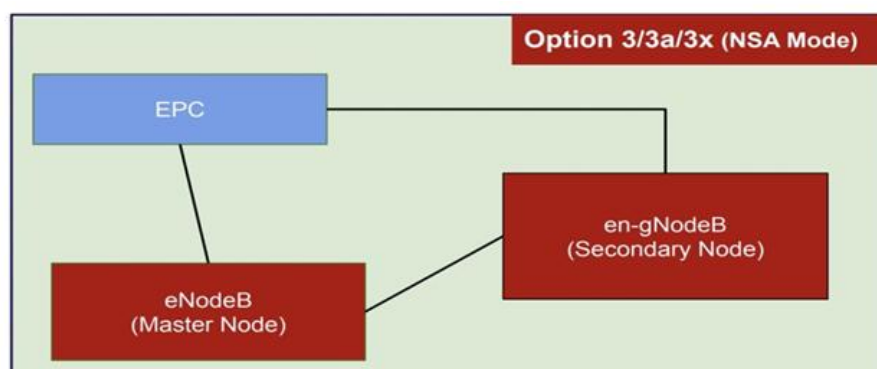 Option 3/3a/3x (NSA Mode)
EPC
en-gNodeB
(Secondary Node)
eNodeB
(Master Node)